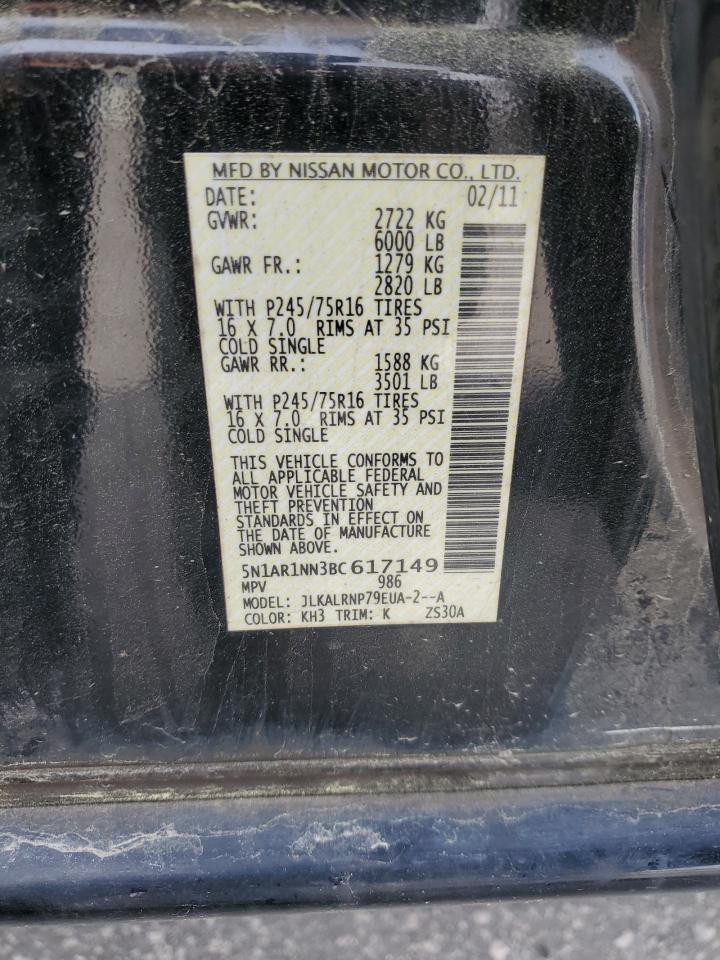 MFD BY NISSAN MOTOR CO., LTD.
DATE: 02/11
GVWR: 2722 KG
6000 LB
GAWR FR.: 1279 KG
2820 LB
WITH P245/75R16 TIRES
16 X 7.0 RIMS AT 35 PSI
COLD SINGLE
GAWR RR.: 1588 KG
3501 LB
WITH P245/75R16 TIRES
16 X 7.0 RIMS AT 35 PSI
COLD SINGLE
THIS VEHICLE CONFORMS TO
ALL APPLICABLE FEDERAL
MOTOR VEHICLE SAFETY AND
THEFT PREVENTION
STANDARDS IN EFFECT ON
THE DATE OF MANUFACTURE
SHOWN ABOVE.
5N1AR1NN3BC617149
MPV 986
MODEL: JLKALRNP79EUA-2--A
COLOR: KH3 TRIM: K ZS30A